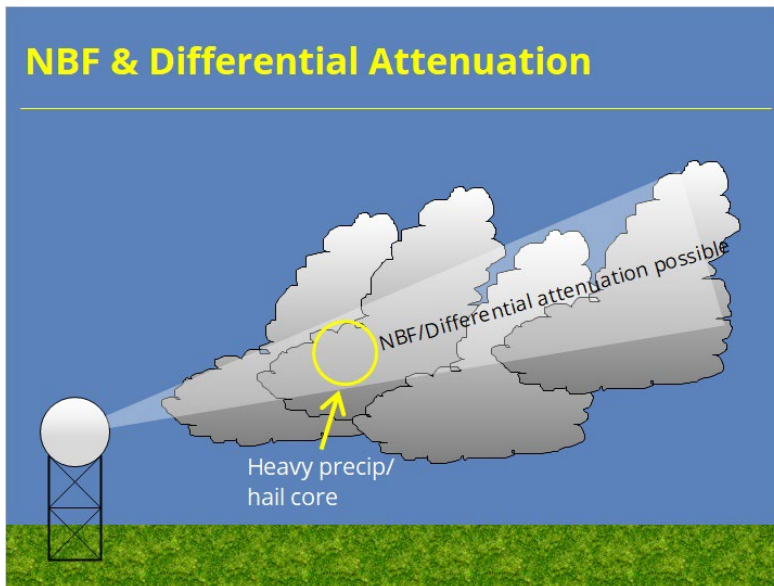 NBF & Differential Attenuation
NBF/Differential attenuation possible
Heavy precip/
hail core